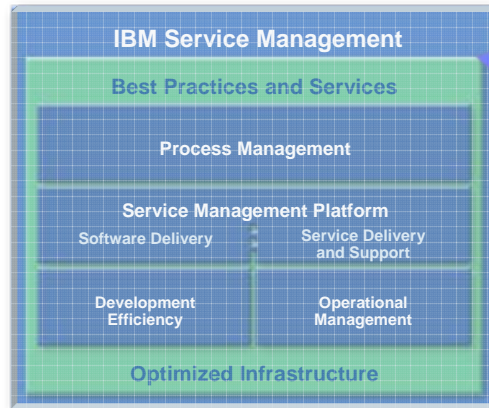 IBM Service Management
Best Practices and Services
Process Management
Service Management Platform
Software Delivery
Service Delivery
and Support
Development
Efficiency
Operational
Management
Optimized Infrastructure